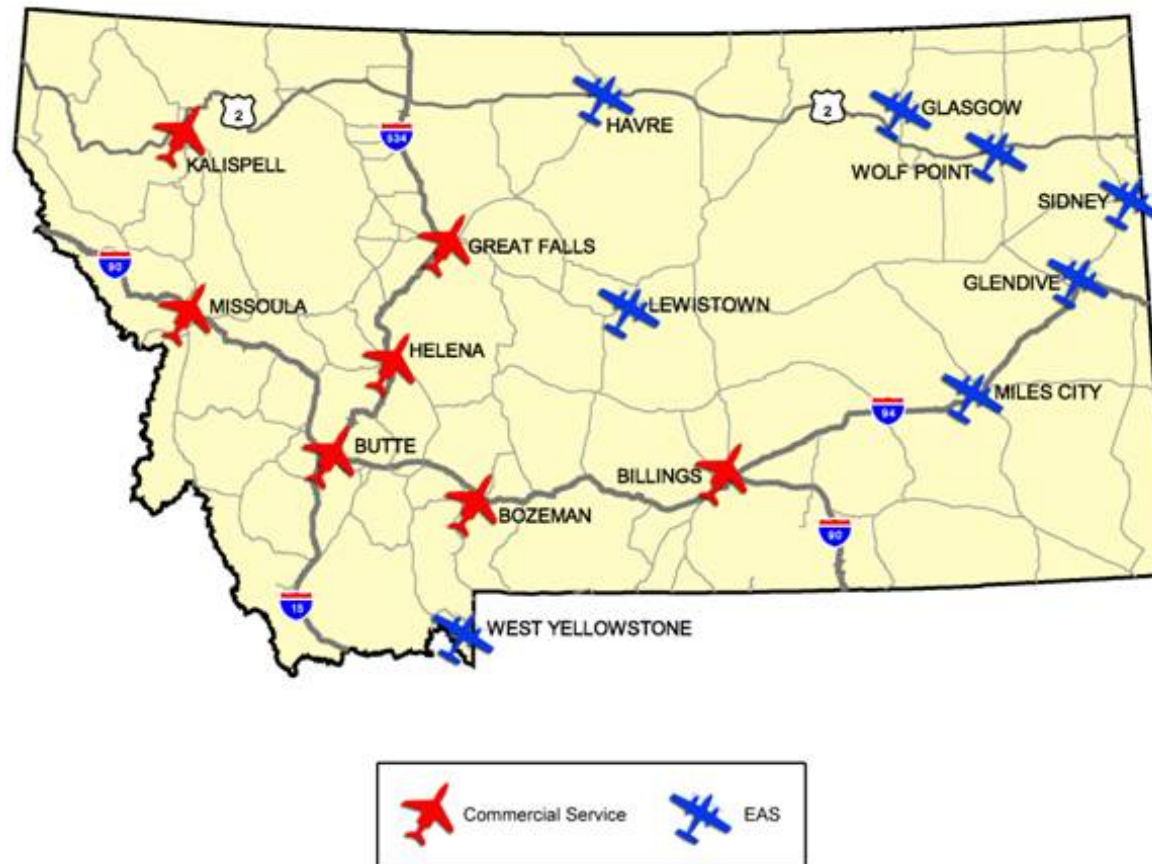 2
2
GLASGOW
HAVRE
534
KALISPELL
WOLF POINT
SIDNEY
GREAT FALLS
90
GLENDIVE
MISSOULA
LEWISTOWN
HELENA
MILES CITY
94
BUTTE
BILLINGS
BOZEMAN
90
15
WEST YELLOWSTONE
Commercial Service
EAS